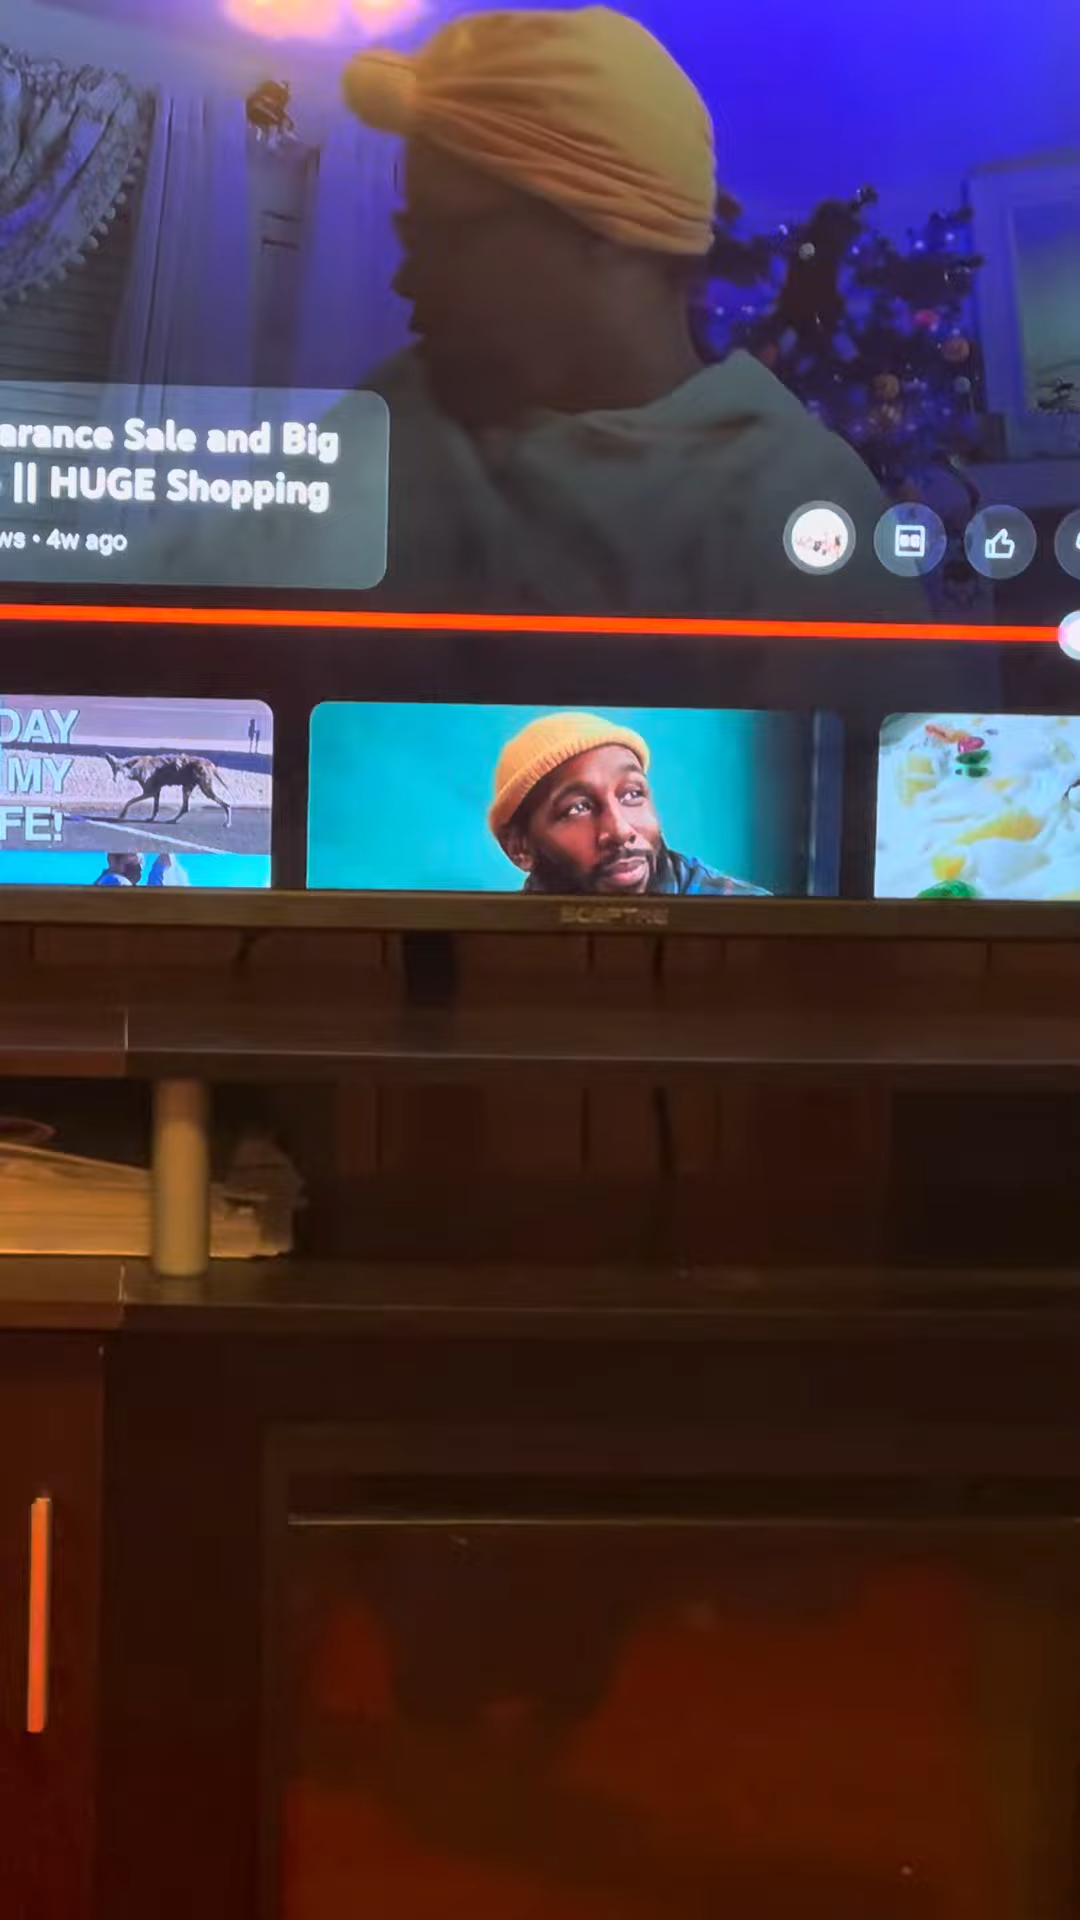 arance Sale and Big
|| HUGE Shopping
ws • 4w ago
DAY
MY
FE!
SCEPTRE